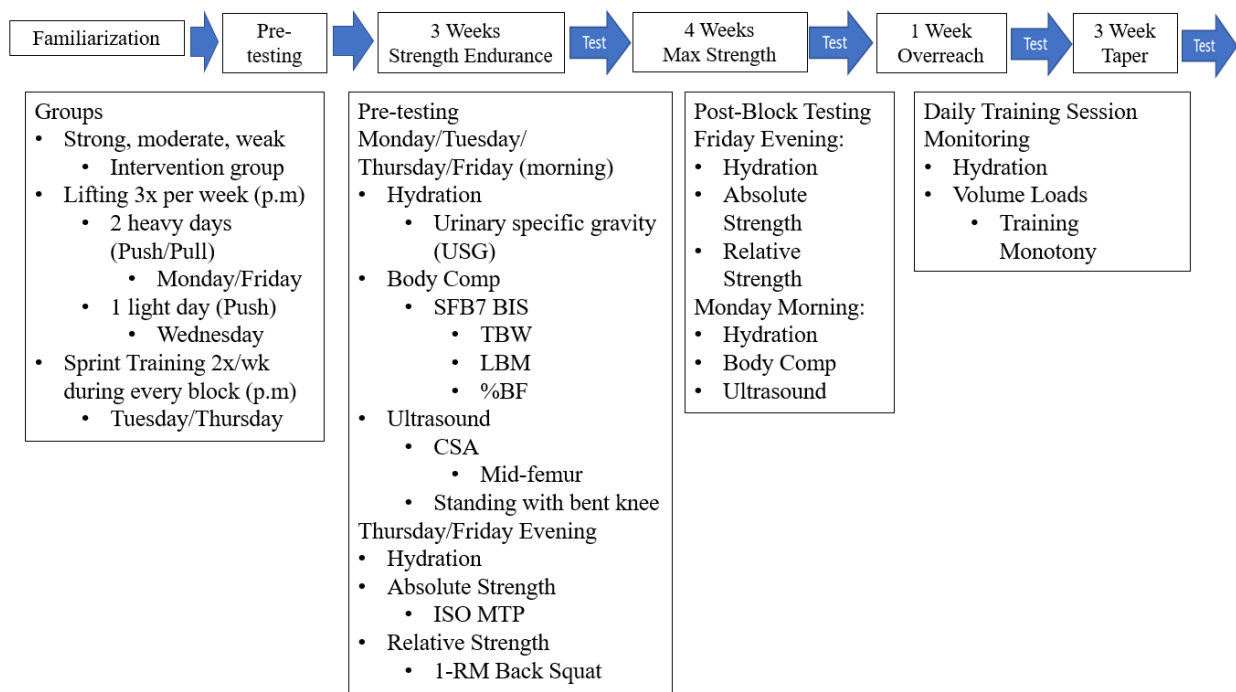 Familiarization
Pre-
testing
3 Weeks
Strength Endurance
Test
4 Weeks
Max Strength
Test
1 Week
Overreach
Test
3 Week
Taper
Test
Groups
• Strong, moderate, weak
• Intervention group
• Lifting 3x per week (p.m)
• 2 heavy days
(Push/Pull)
• Monday/Friday
• 1 light day (Push)
• Wednesday
• Sprint Training 2x/wk
during every block (p.m)
• Tuesday/Thursday
Pre-testing
Monday/Tuesday/
Thursday/Friday (morning)
• Hydration
• Urinary specific gravity
(USG)
• Body Comp
• SFB7 BIS
• TBW
• LBM
• %BF
• Ultrasound
• CSA
• Mid-femur
• Standing with bent knee
Thursday/Friday Evening
• Hydration
• Absolute Strength
• ISO MTP
• Relative Strength
• 1-RM Back Squat
Post-Block Testing
Friday Evening:
• Hydration
• Absolute
Strength
• Relative
Strength
Monday Morning:
• Hydration
• Body Comp
• Ultrasound
Daily Training Session
Monitoring
• Hydration
• Volume Loads
• Training
Monotony